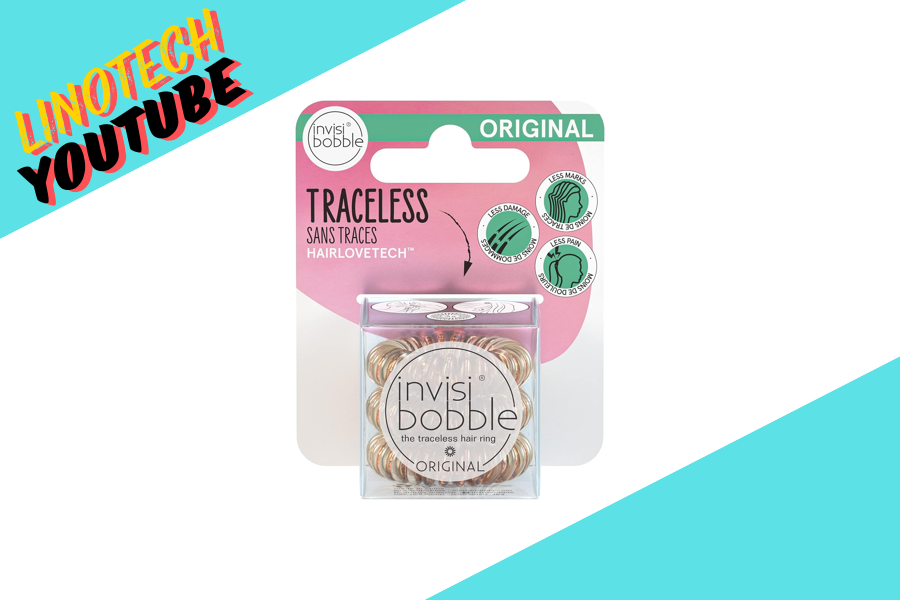 LINOTECH
YOUTUBE
invisi®
bobble
ORIGINAL
TRACELESS
SANS TRACES
HAIRLOVETECH™
LESS DAMAGE
MOINS DE DOMMAGES
LESS MARKS
MOINS DE TRACES
LESS PAIN
MOINS DE DOULEURS
invisi®
bobble
the traceless hair ring
ORIGINAL